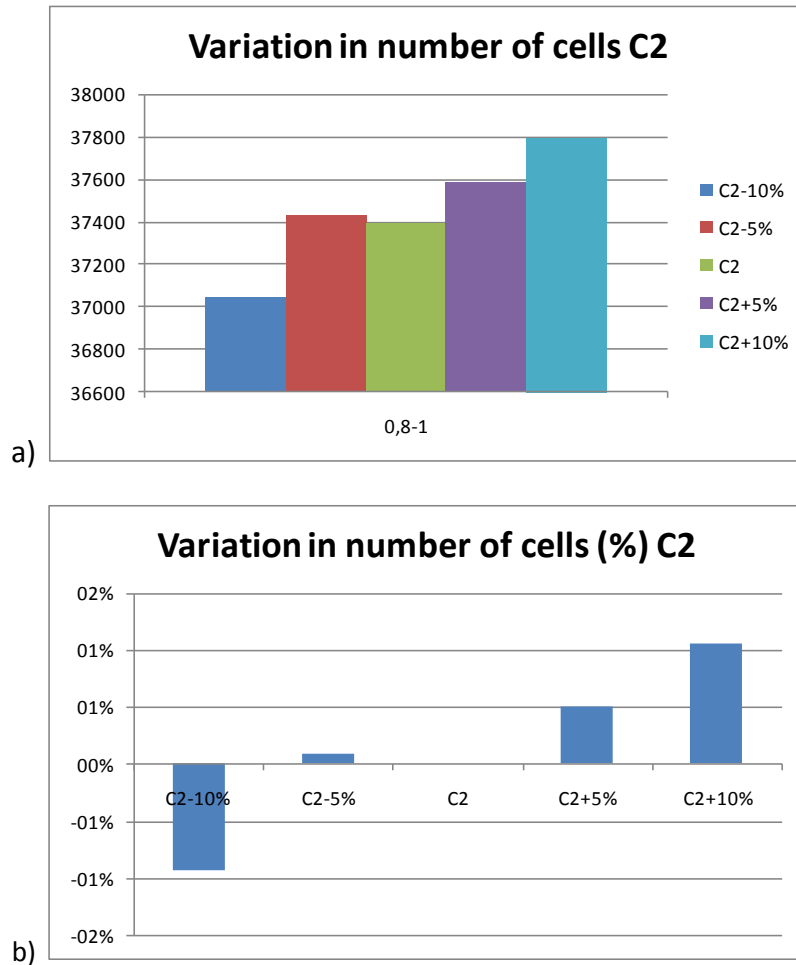 Variation in number of cells C2
38000
37800
37600
37400
37200
37000
36800
36600
0,8-1
C2-10%
C2-5%
C2
C2+5%
C2+10%
a)
Variation in number of cells (%) C2
02%
01%
01%
00%
-01%
-01%
-02%
C2-10% C2-5% C2 C2+5% C2+10%
b)